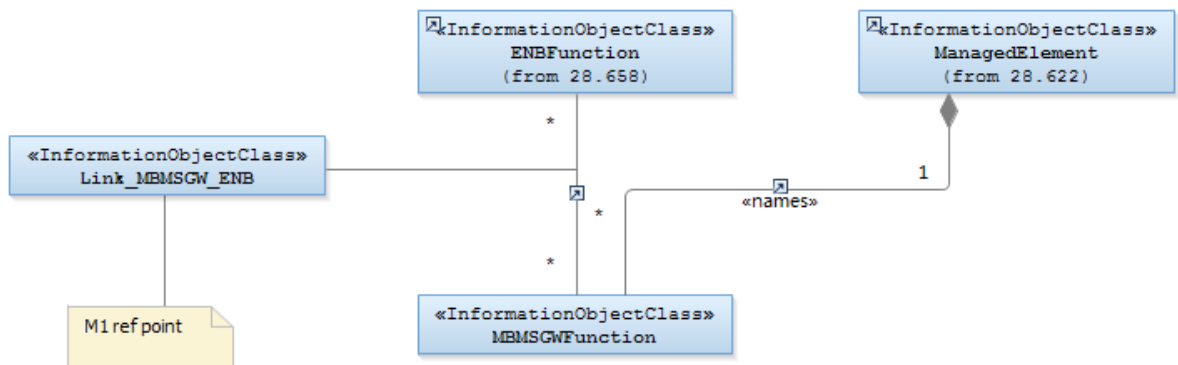 «InformationObjectClass»
ENBFunction
(from 28.658)
«InformationObjectClass»
ManagedElement
(from 28.622)
*
«InformationObjectClass»
Link_MBMSGW_ENB
1
«names»
*
*
M1 ref point
«InformationObjectClass»
MBMSGWFunction